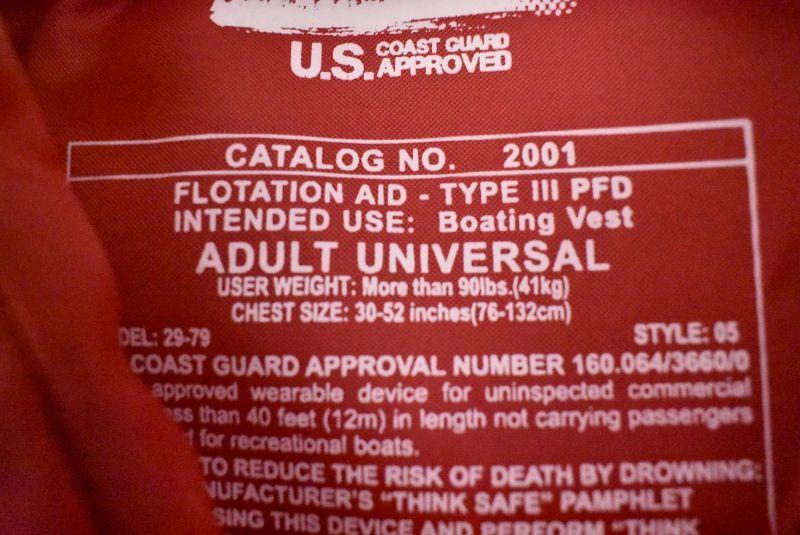 U.S. COAST GUARD APPROVED
CATALOG NO. 2001
FLOTATION AID - TYPE III PFD
INTENDED USE: Boating Vest
ADULT UNIVERSAL
USER WEIGHT: More than 90lbs.(41kg)
CHEST SIZE: 30-52 inches(76-132cm)
DEL: 29-79 STYLE: 05
COAST GUARD APPROVAL NUMBER 160.064/3660/0
approved wearable device for uninspected commercial
ss than 40 feet (12m) in length not carrying passengers
d for recreational boats.
TO REDUCE THE RISK OF DEATH BY DROWNING:
NUFACTURER'S "THINK SAFE" PAMPHLET
SING THIS DEVICE AND PERFORM "THINK